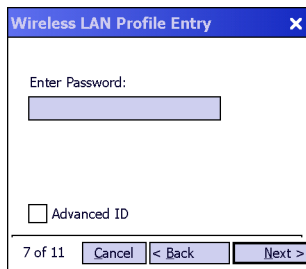 Wireless LAN Profile Entry
Enter Password:
Advanced ID
7 of 11 Cancel < Back Next >